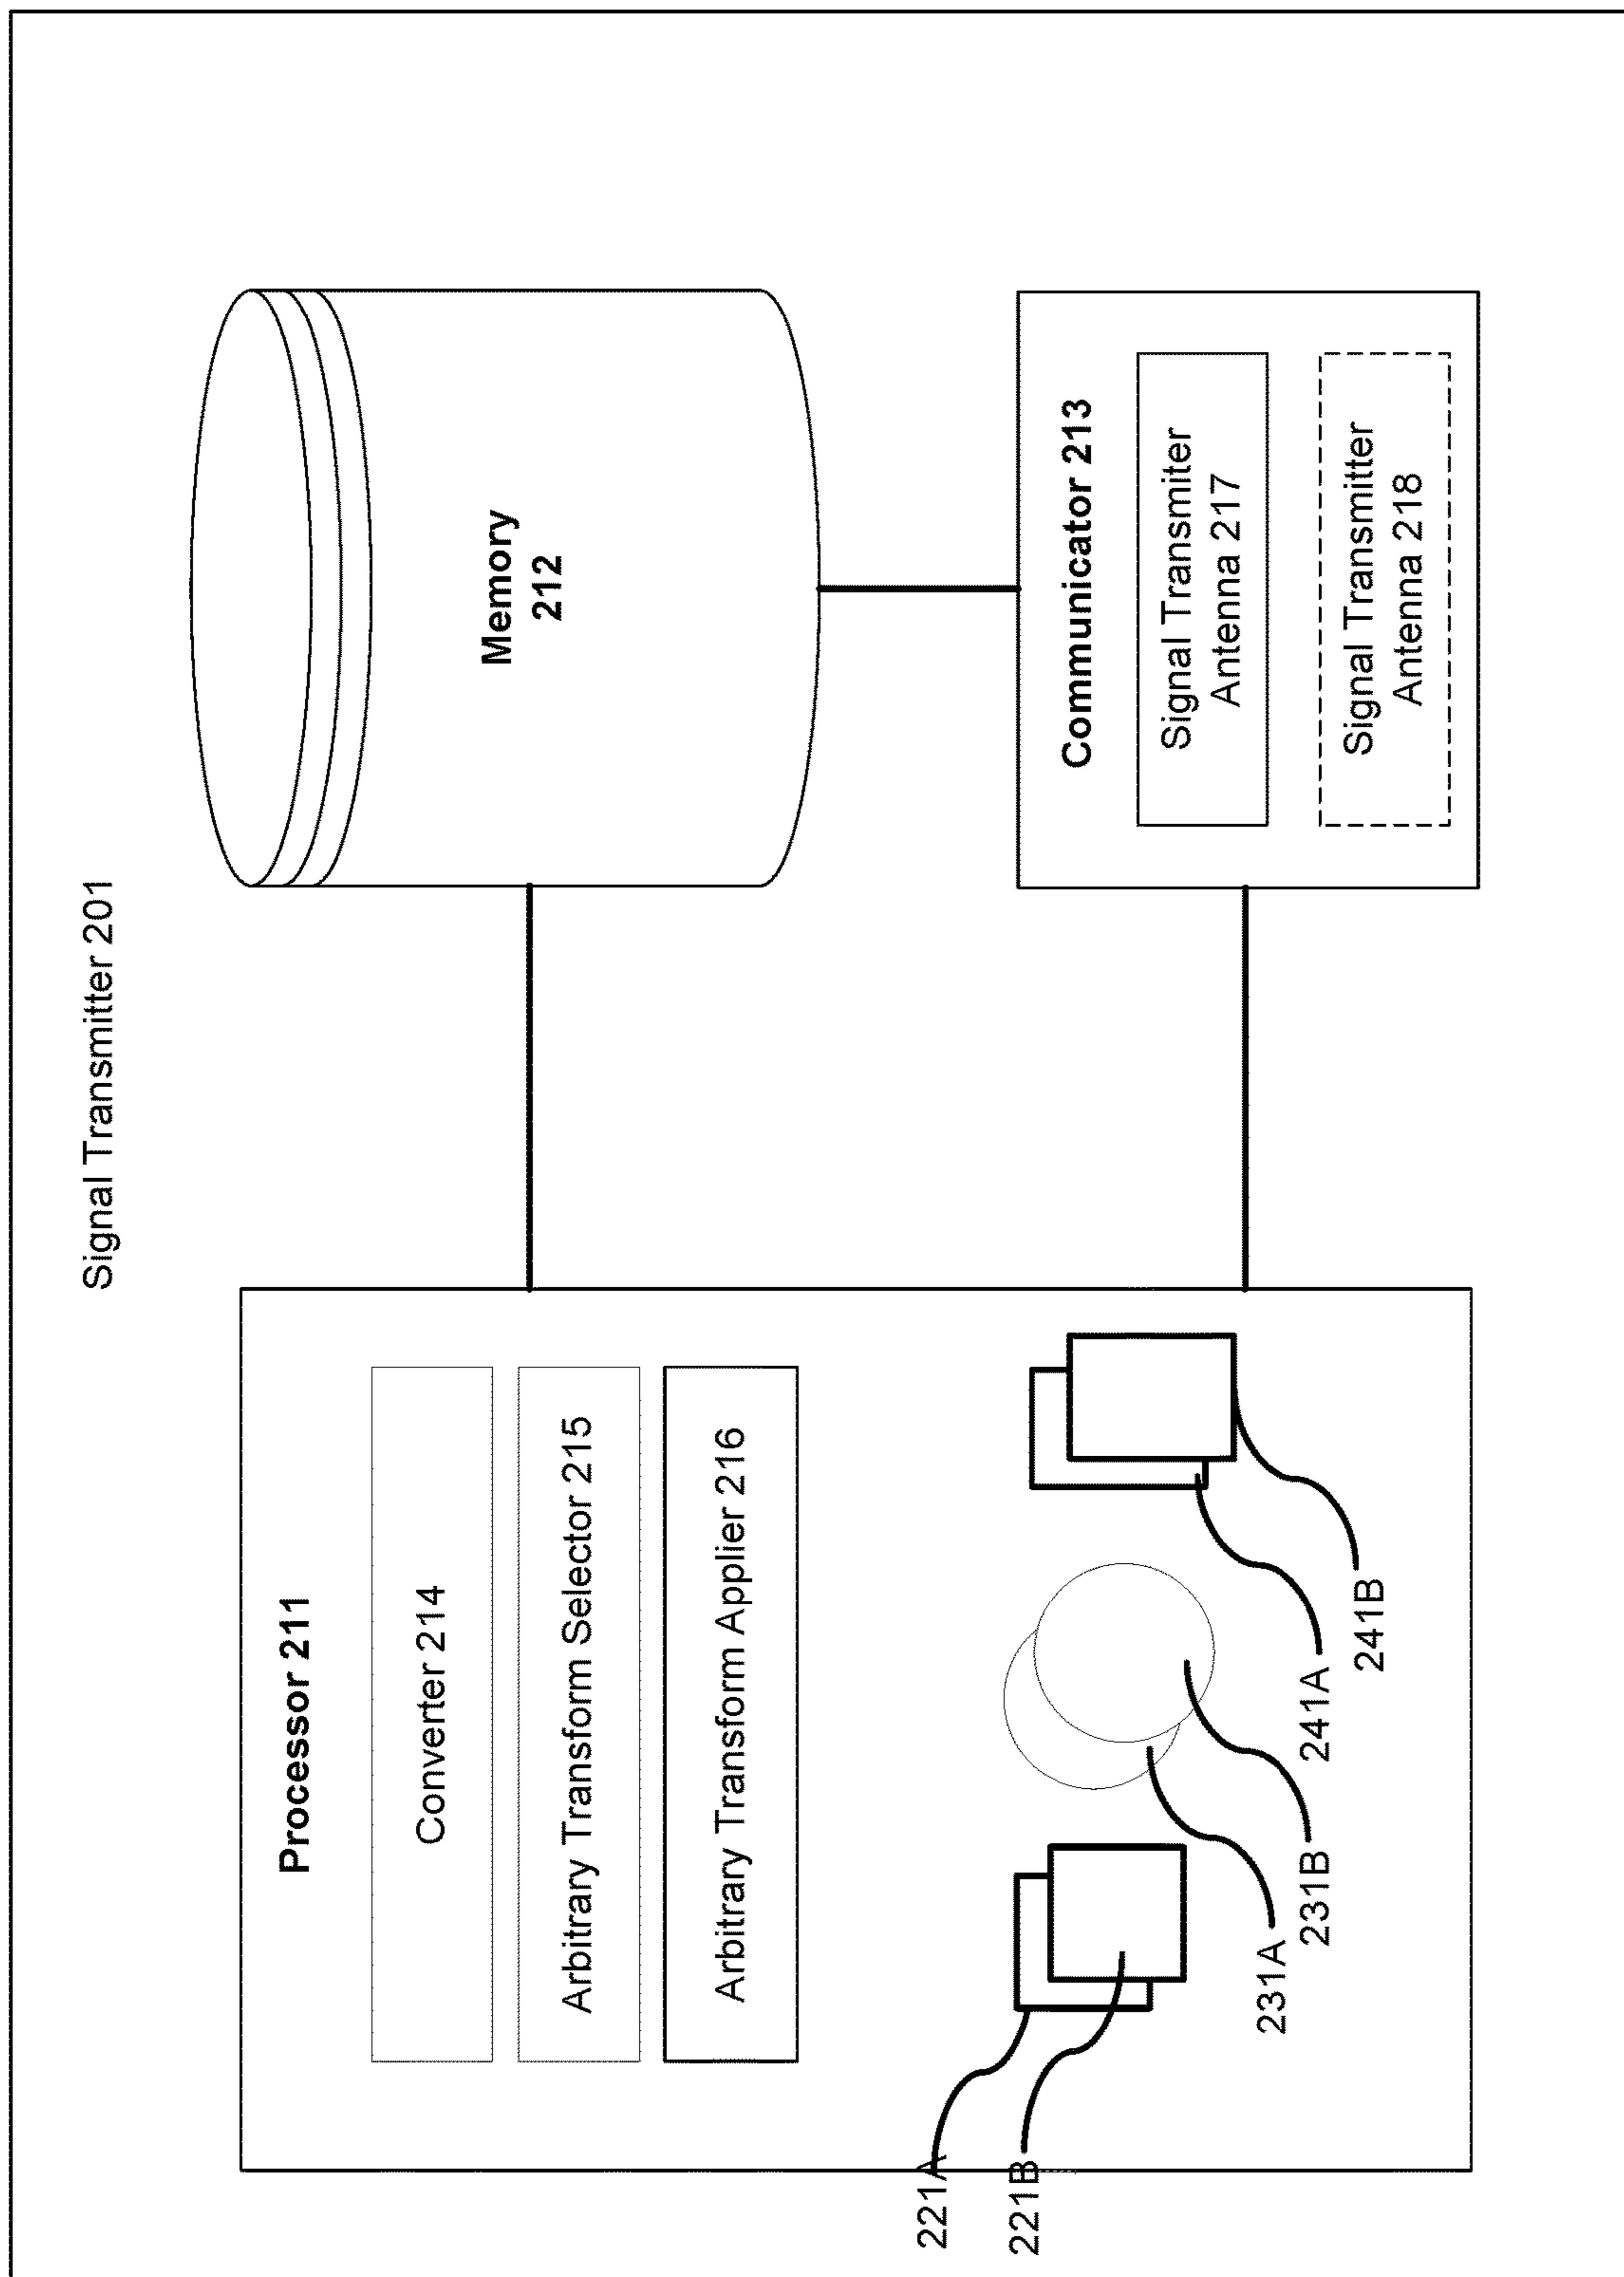 Signal Transmitter 201
Processor 211
Converter 214
Arbitrary Transform Selector 215
Arbitrary Transform Applier 216
221A
221B
231A
231B
241A
241B
Memory
212
Communicator 213
Signal Transmiter
Antenna 217
Signal Transmitter
Antenna 218